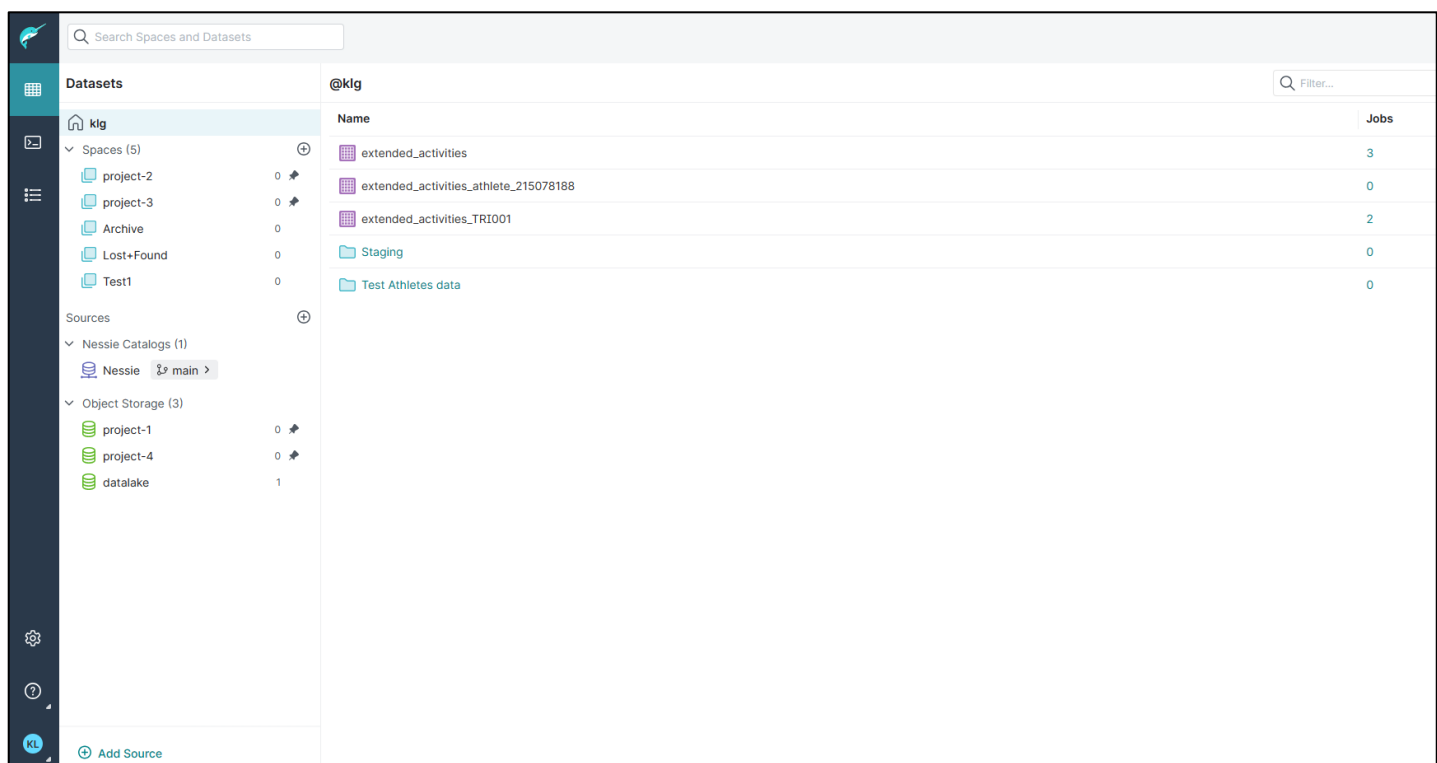 Search Spaces and Datasets
Datasets
@klg
Filter...
klg
Name
Jobs
Spaces (5)
extended_activities
3
project-2
0
extended_activities_athlete_215078188
0
project-3
0
extended_activities_TRI001
2
Archive
0
Staging
0
Lost+Found
0
Test Athletes data
0
Test1
0
Sources
Nessie Catalogs (1)
Nessie
main >
Object Storage (3)
project-1
0
project-4
0
datalake
1
KL
Add Source